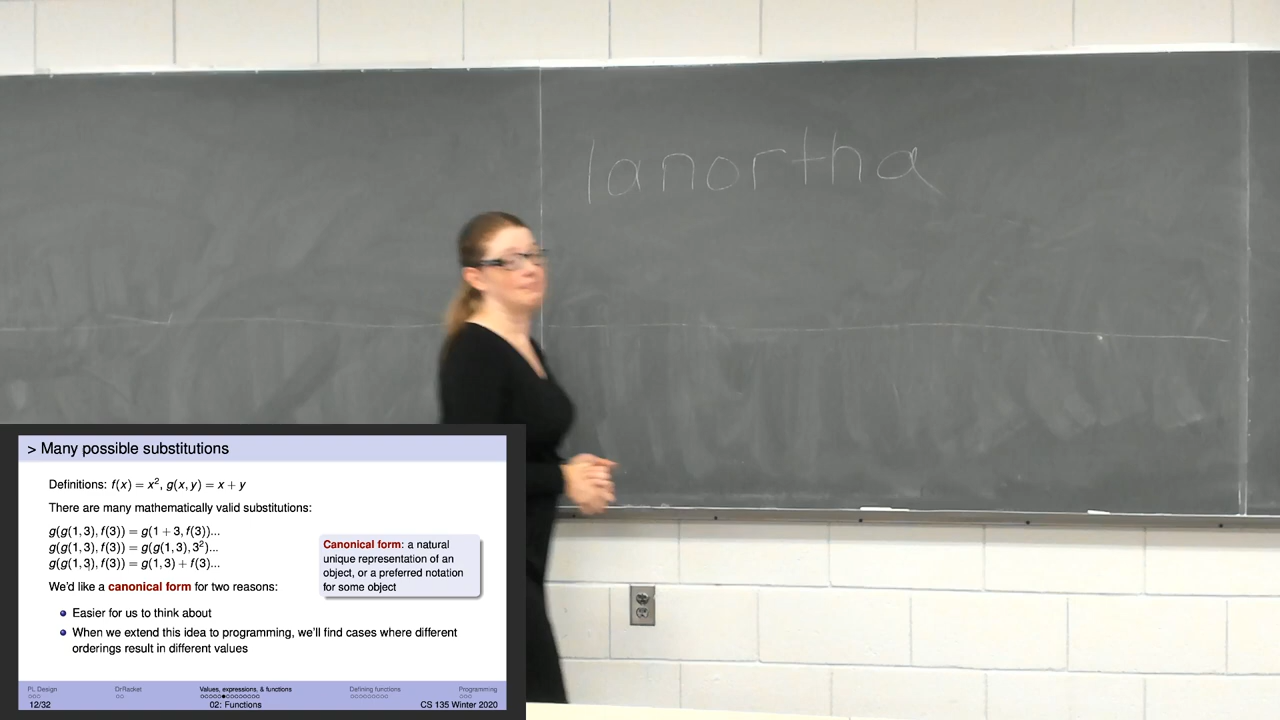 lanortha
> Many possible substitutions
Definitions: f(x) = x², g(x, y) = x + y
There are many mathematically valid substitutions:
g(g(1, 3), f(3)) = g(1 + 3, f(3))...
g(g(1, 3), f(3)) = g(g(1, 3), 3²)...
g(g(1, 3), f(3)) = g(1, 3) + f(3)...
Canonical form: a natural
unique representation of an
object, or a preferred notation
for some object
We'd like a canonical form for two reasons:
Easier for us to think about
When we extend this idea to programming, we'll find cases where different
orderings result in different values
PL Design DrRacket Values, expressions, & functions Defining functions Programming
12/32 02: Functions CS 135 Winter 2020